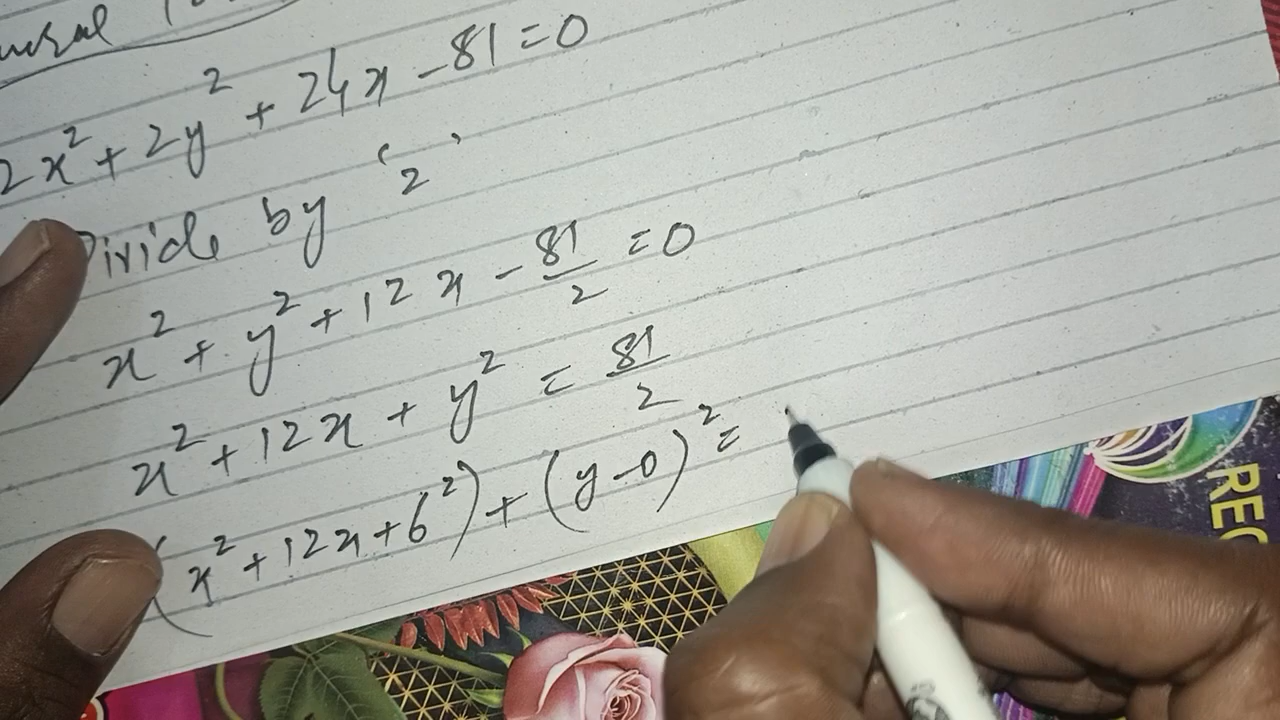 2x² + 2y² + 24x - 81 = 0
Divide by '2'
x² + y² + 12x - 81/2 = 0
x² + 12x + y² = 81/2
(x² + 12x + 6²) + (y - 0)² =